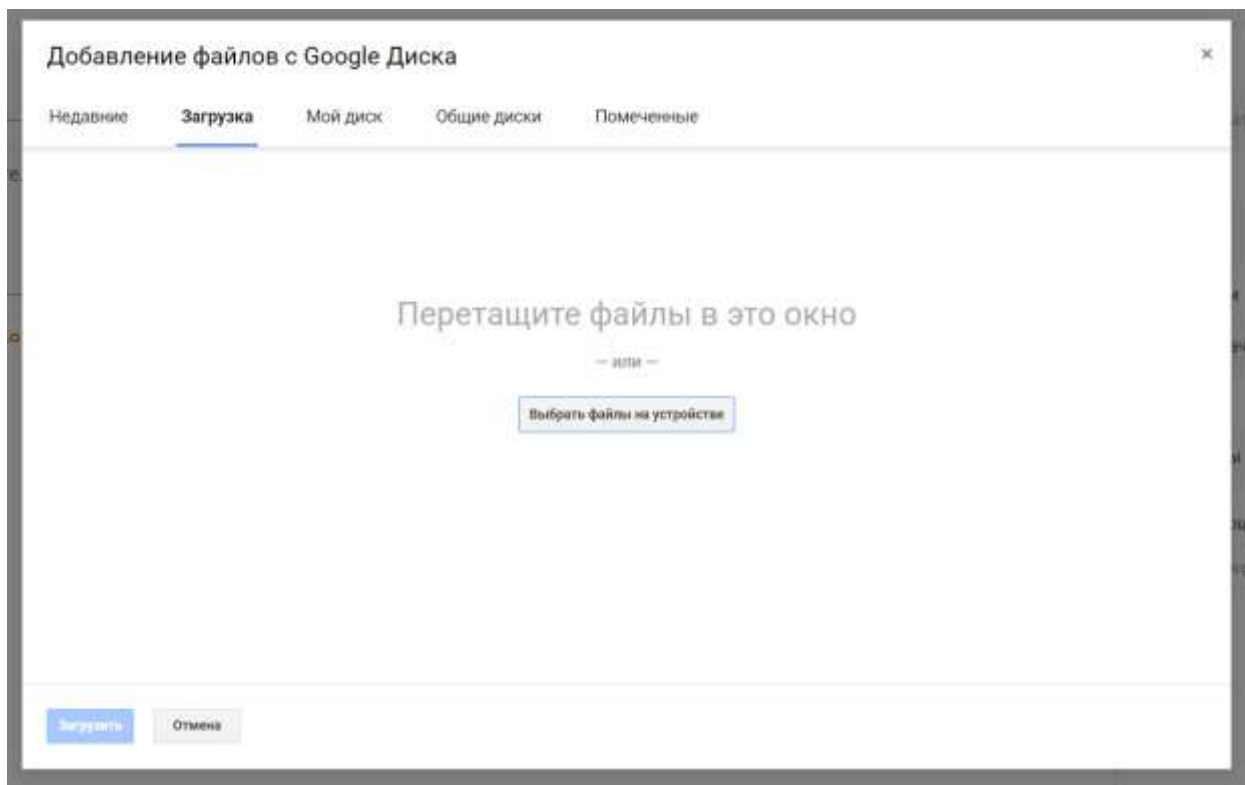 Добавление файлов с Google Диска
×
Недавние Загрузка Мой диск Общие диски Помеченные
Перетащите файлы в это окно
— или —
Выбрать файлы на устройстве
Загрузить Отмена